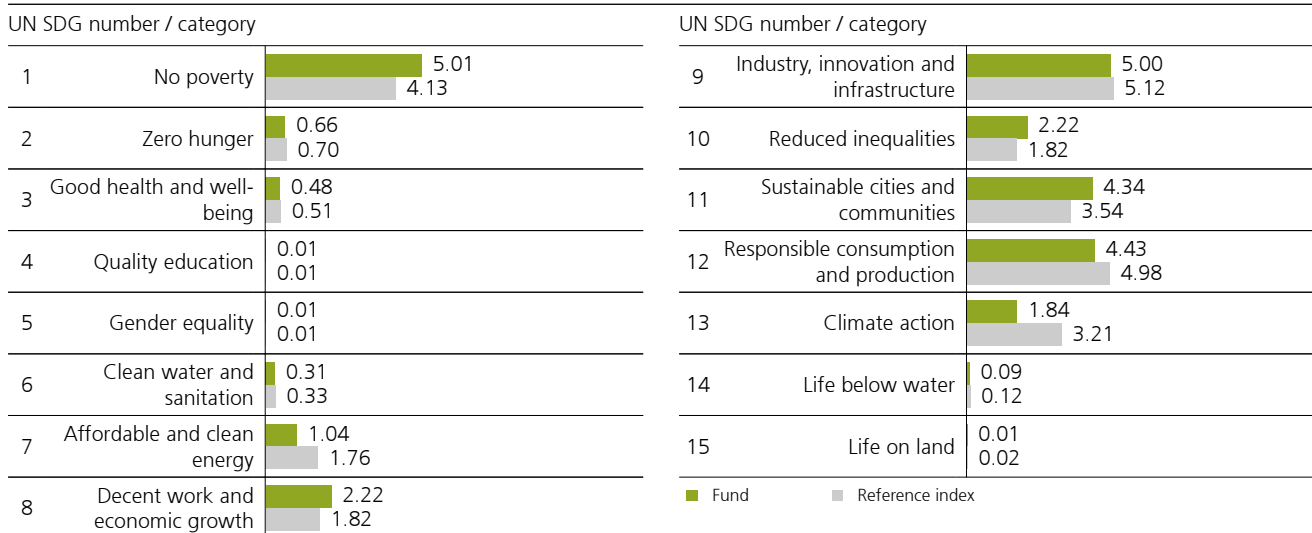 UN SDG number / category
1
No poverty
5.01
4.13
2
Zero hunger
0.66
0.70
3
Good health and well-
being
0.48
0.51
4
Quality education
0.01
0.01
5
Gender equality
0.01
0.01
6
Clean water and
sanitation
0.31
0.33
7
Affordable and clean
energy
1.04
1.76
8
Decent work and
economic growth
2.22
1.82
UN SDG number / category
9
Industry, innovation and
infrastructure
5.00
5.12
10
Reduced inequalities
2.22
1.82
11
Sustainable cities and
communities
4.34
3.54
12
Responsible consumption
and production
4.43
4.98
13
Climate action
1.84
3.21
14
Life below water
0.09
0.12
15
Life on land
0.01
0.02
Fund
Reference index